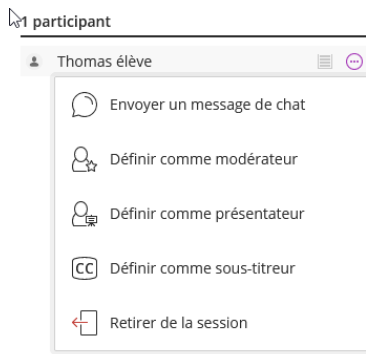 1 participant
Thomas élève
Envoyer un message de chat
Définir comme modérateur
Définir comme présentateur
CC Définir comme sous-titreur
Retirer de la session